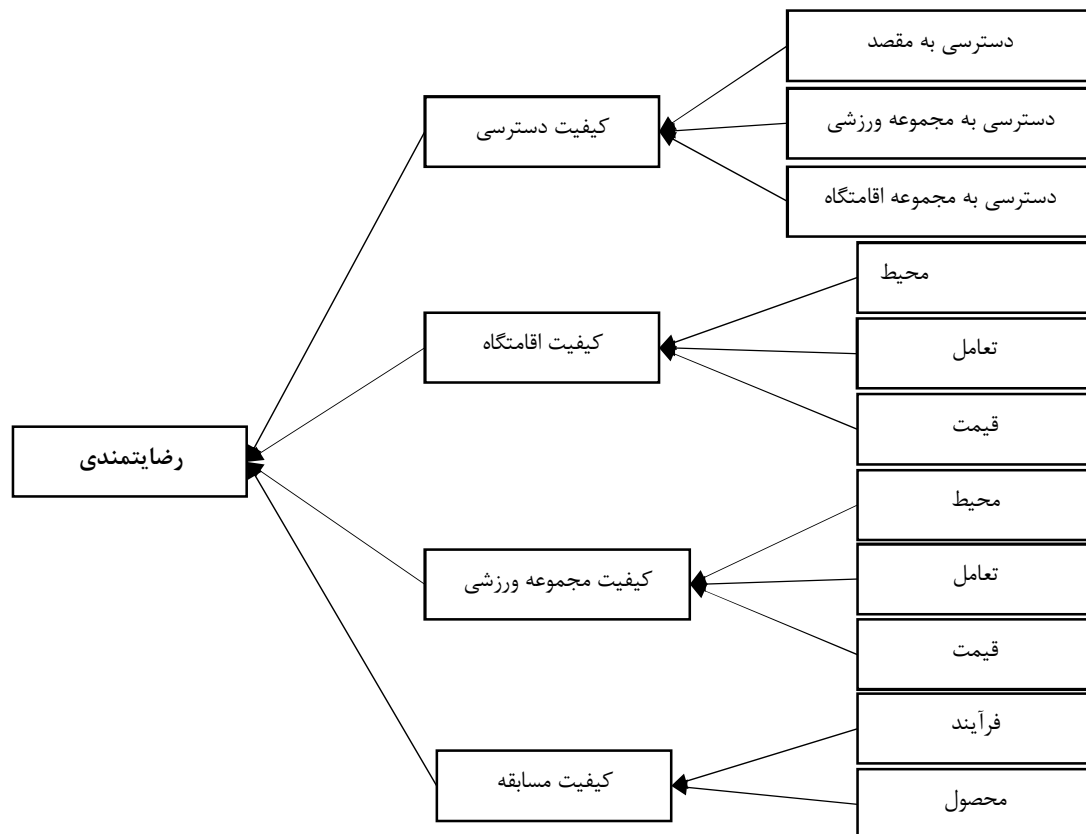 دسترسی به مقصد
دسترسی به مجموعه ورزشی
دسترسی به مجموعه اقامتگاه
کیفیت دسترسی
محیط
تعامل
قیمت
کیفیت اقامتگاه
رضایتمندی
محیط
تعامل
قیمت
کیفیت مجموعه ورزشی
فرآیند
محصول
کیفیت مسابقه